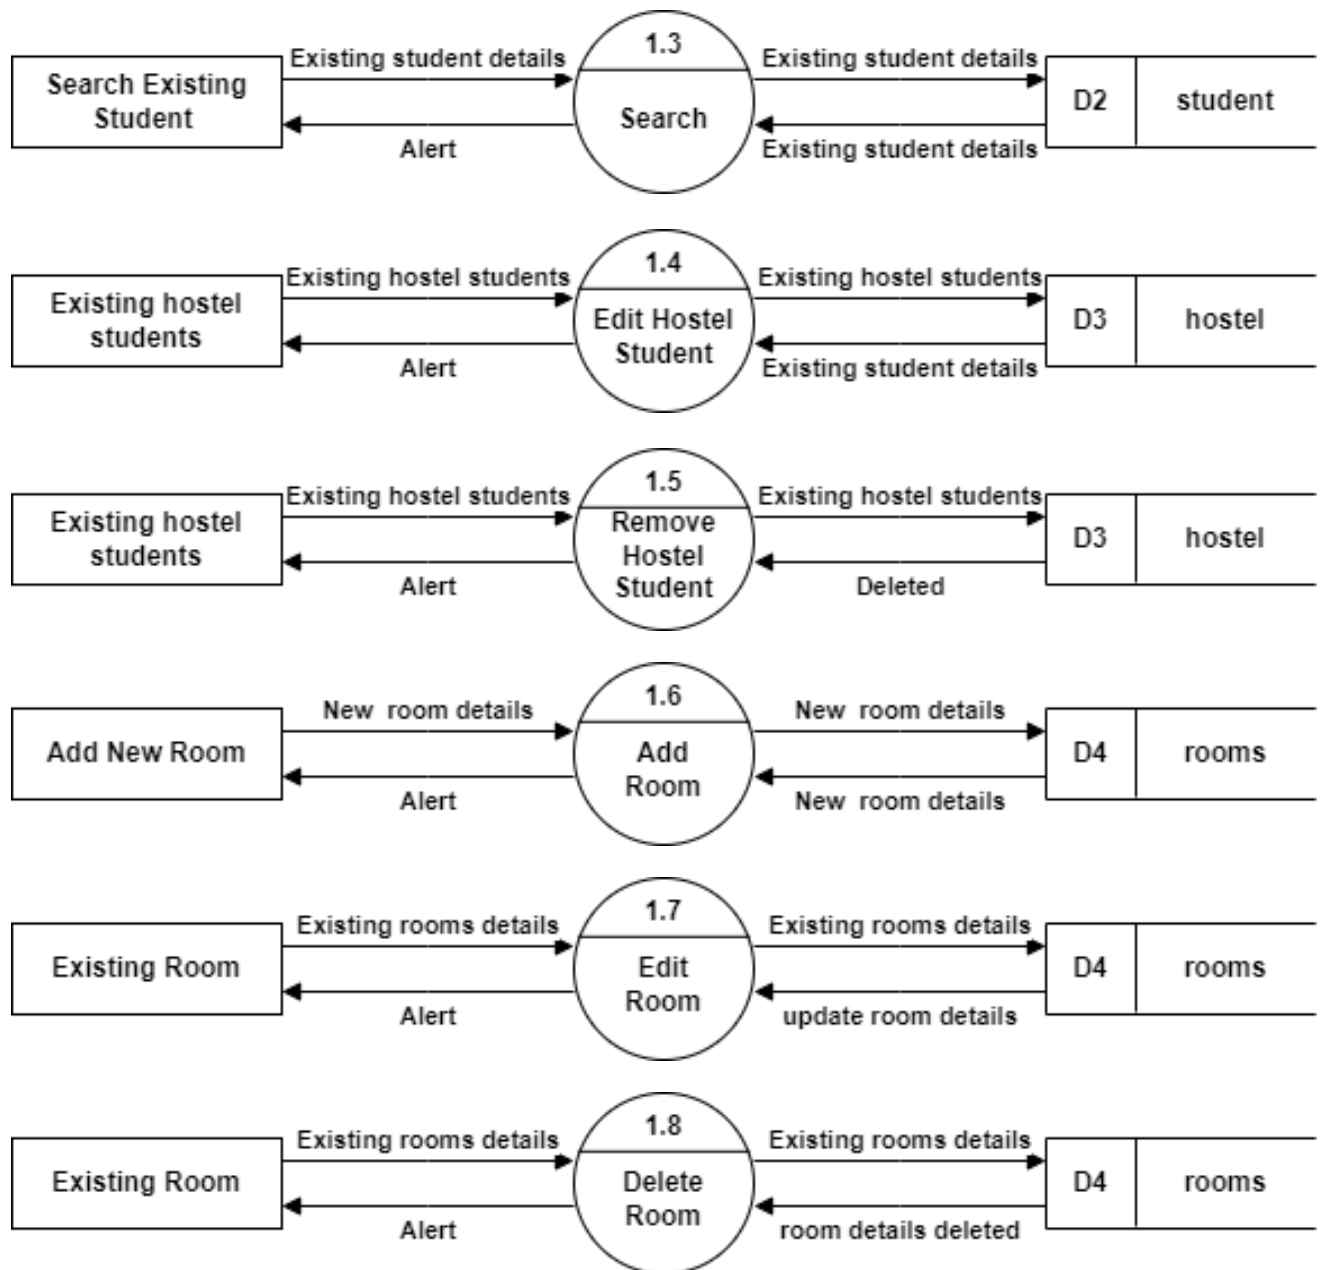 1.3
Existing student details
Existing student details
Search Existing
Student
Search
D2
student
Alert
Existing student details
1.4
Existing hostel students
Existing hostel students
Existing hostel
students
Edit Hostel
Student
D3
hostel
Alert
Existing student details
1.5
Existing hostel students
Existing hostel students
Existing hostel
students
Remove
Hostel
Student
D3
hostel
Alert
Deleted
1.6
New  room details
New  room details
Add New Room
Add
Room
D4
rooms
Alert
New  room details
1.7
Existing rooms details
Existing rooms details
Existing Room
Edit
Room
D4
rooms
Alert
update room details
1.8
Existing rooms details
Existing rooms details
Existing Room
Delete
Room
D4
rooms
Alert
room details deleted